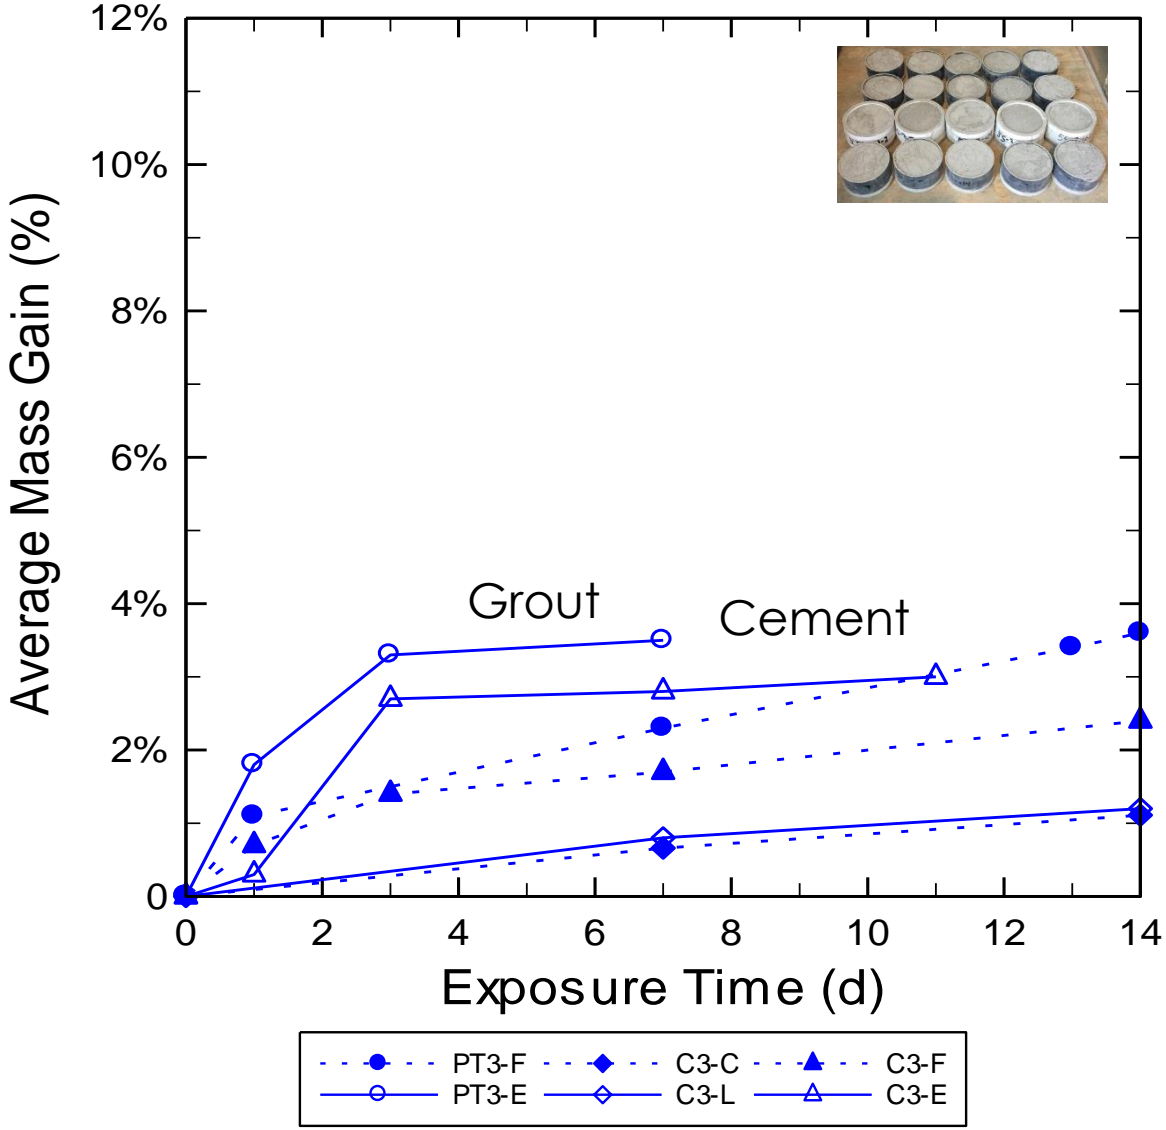 12%
10%
8%
6%
4%
2%
0
Average Mass Gain (%)
Grout
Cement
0 2 4 6 8 10 12 14
Exposure Time (d)
PT3-F C3-C C3-F
PT3-E C3-L C3-E